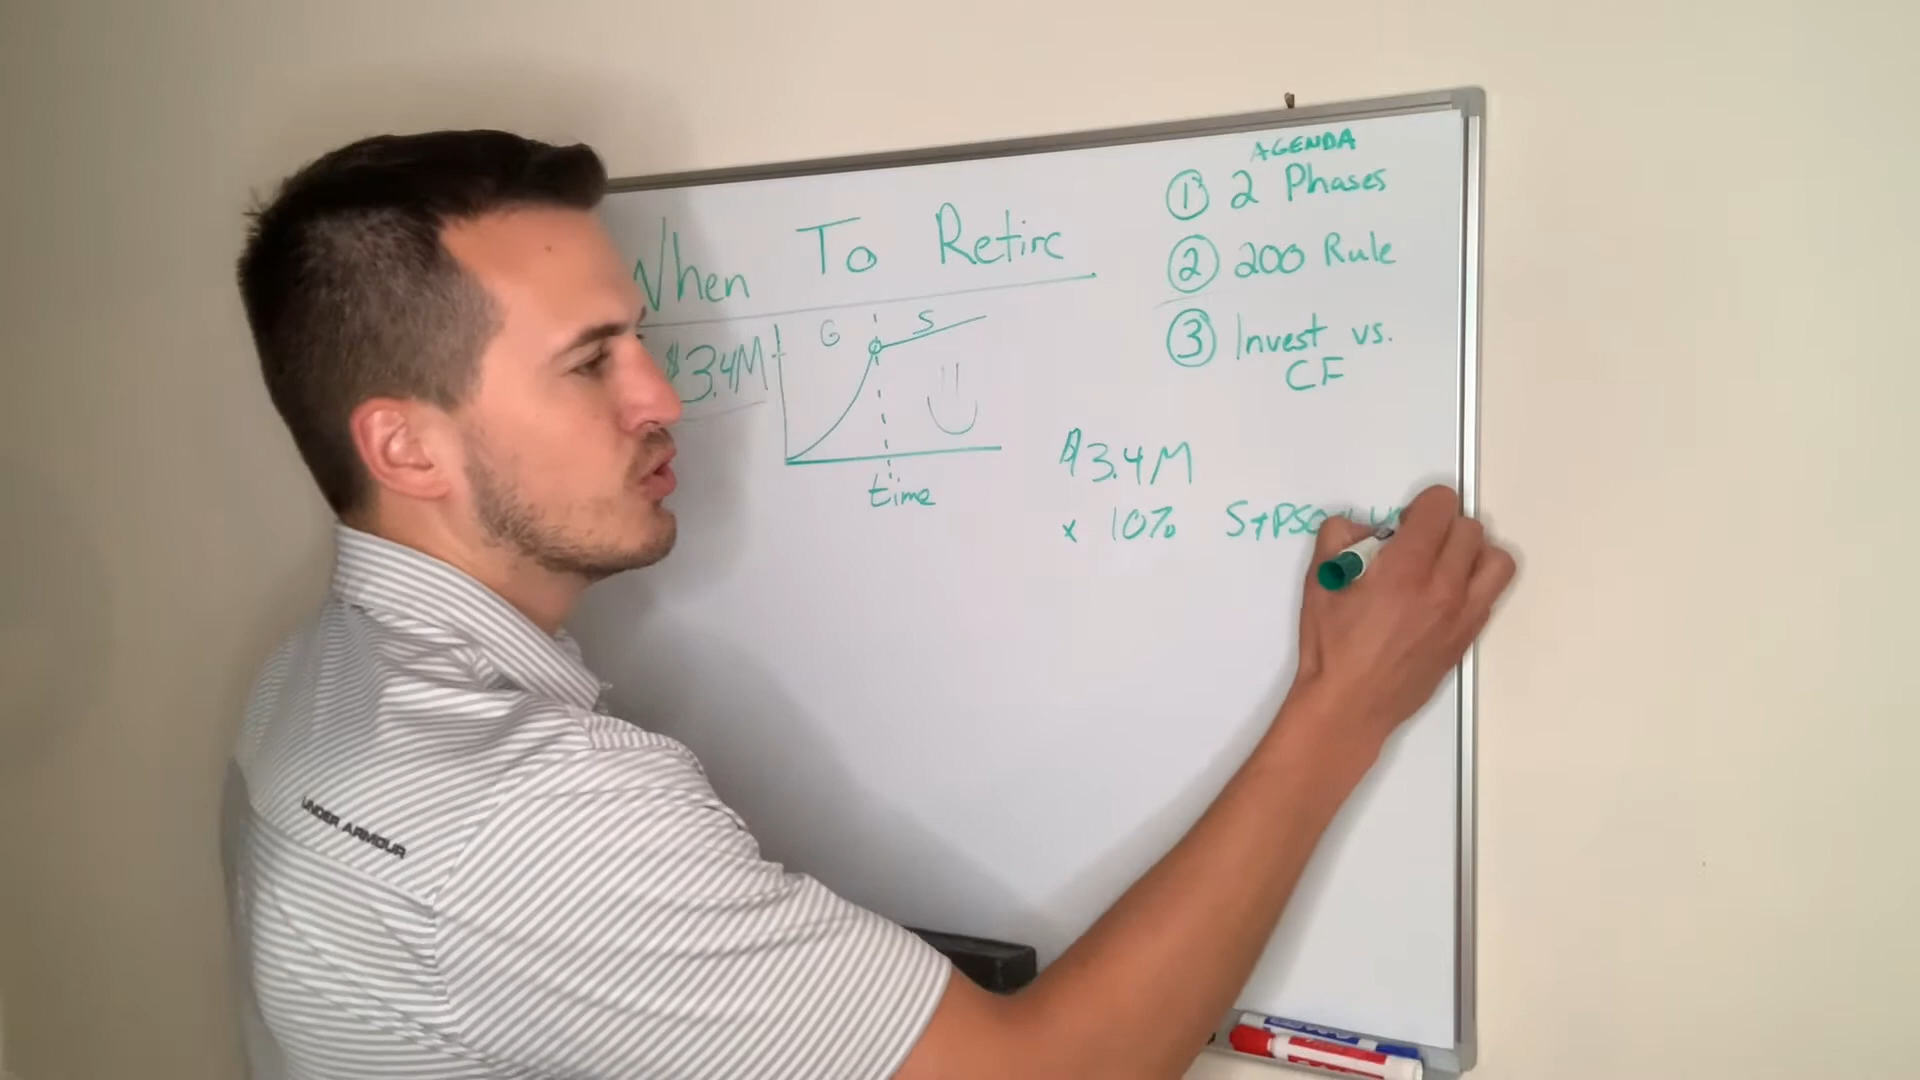 When To Retire
AGENDA
① 2 Phases
② 200 Rule
③ Invest vs.
CF
$3.4M
G
S
time
$3.4M
x 10%
UNDER ARMOUR